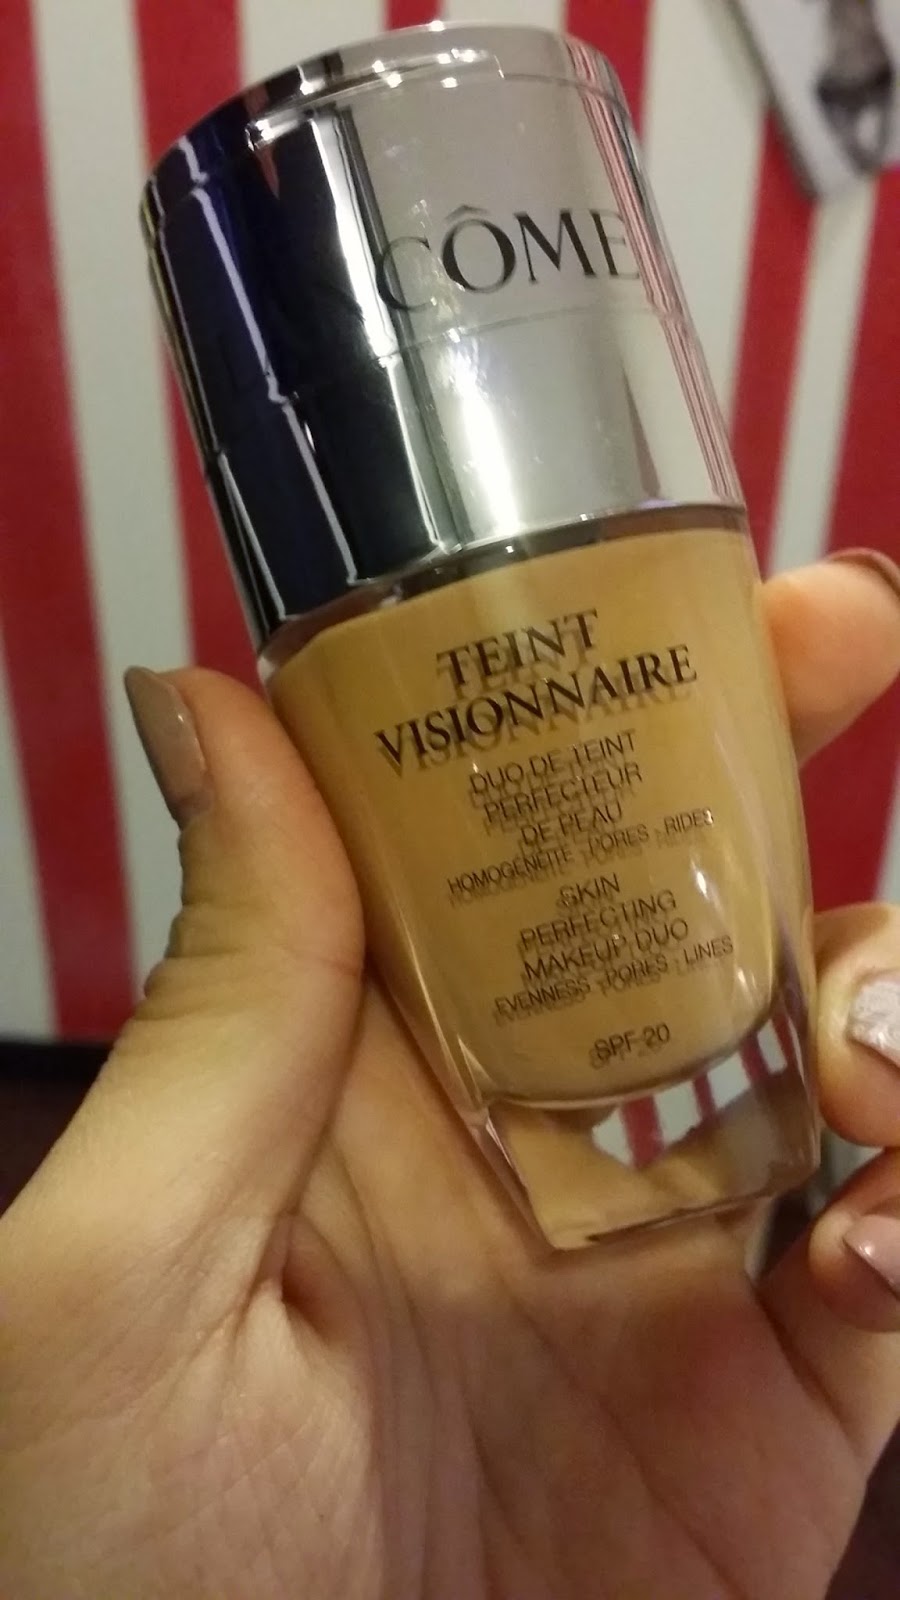 LANCÔME
TEINT
VISIONNAIRE
DUO DE TEINT
PERFECTEUR
DE PEAU
HOMOGÉNÉITÉ - PORES - RIDES
SKIN
PERFECTING
MAKEUP DUO
EVENNESS - PORES - LINES
SPF 20